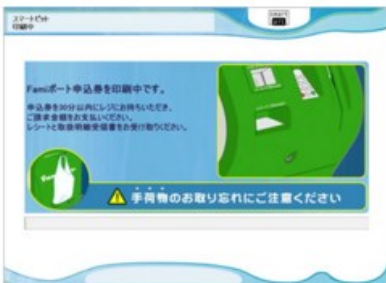 スマートピット
印刷中
Famiポート申込券を印刷中です。
申込券を30分以内にレジにお持ちいただき、
ご請求金額をお支払いください。
レシートと取扱明細兼受領書をお受け取りください。
手荷物のお取り忘れにご注意ください